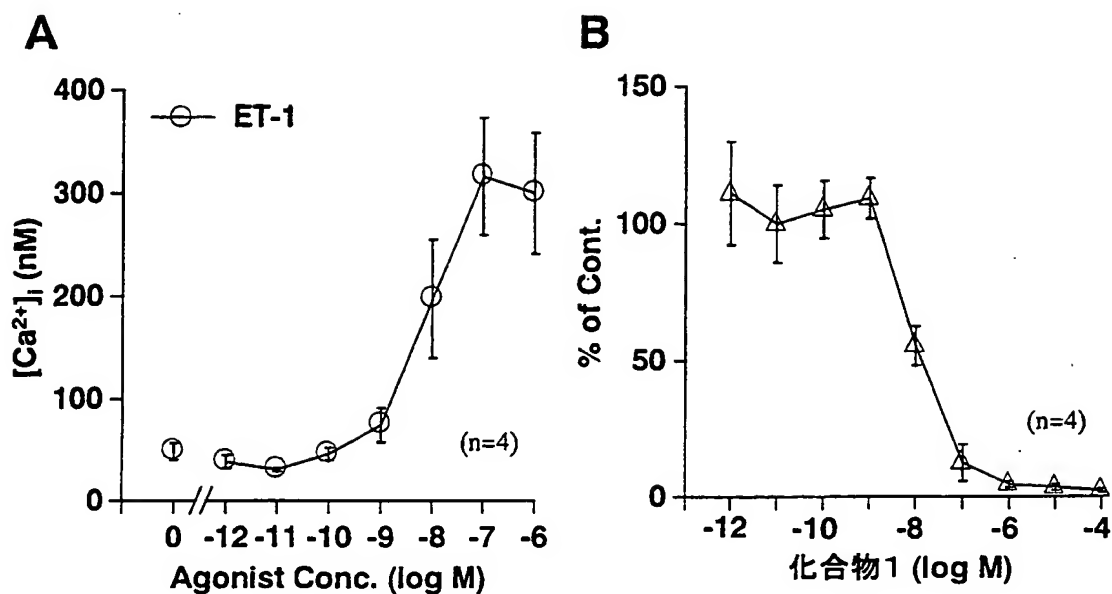 A
400
300
200
100
0
[Ca²⁺]ᵢ (nM)
ET-1
(n=4)
0 -12 -11 -10 -9 -8 -7 -6
Agonist Conc. (log M)
B
150
100
50
0
% of Cont.
(n=4)
-12 -10 -8 -6 -4
化合物1 (log M)